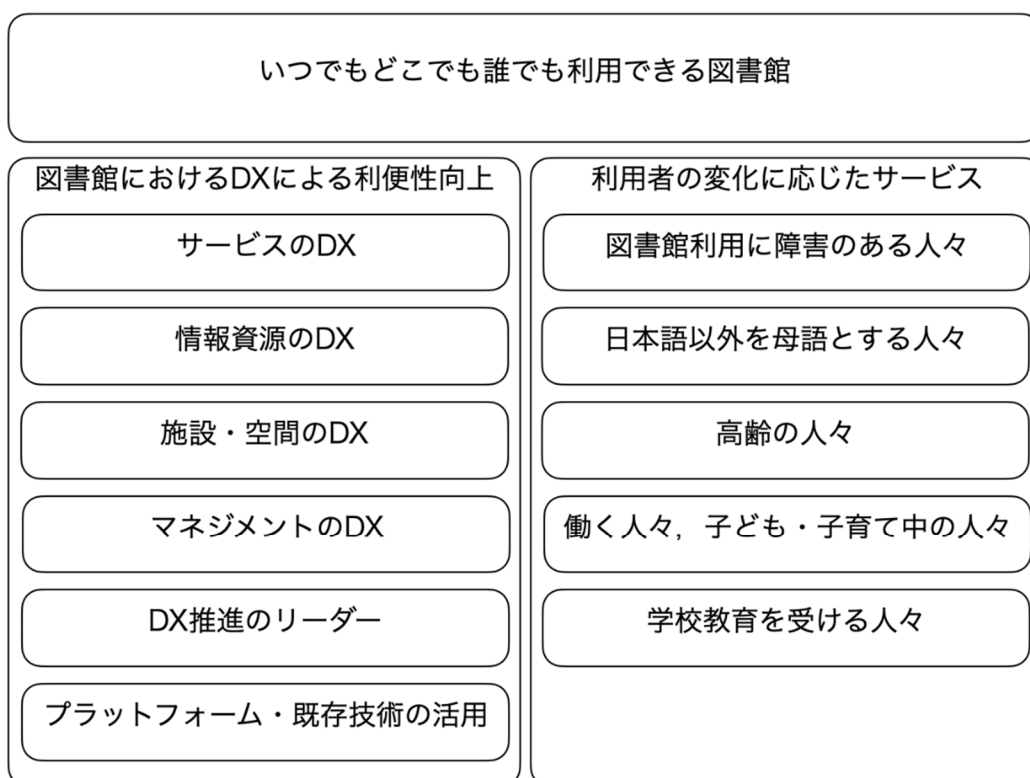 いつでもどこでも誰でも利用できる図書館
図書館におけるDXによる利便性向上
サービスのDX
情報資源のDX
施設・空間のDX
マネジメントのDX
DX推進のリーダー
プラットフォーム・既存技術の活用
利用者の変化に応じたサービス
図書館利用に障害のある人々
日本語以外を母語とする人々
高齢の人々
働く人々，子ども・子育て中の人々
学校教育を受ける人々